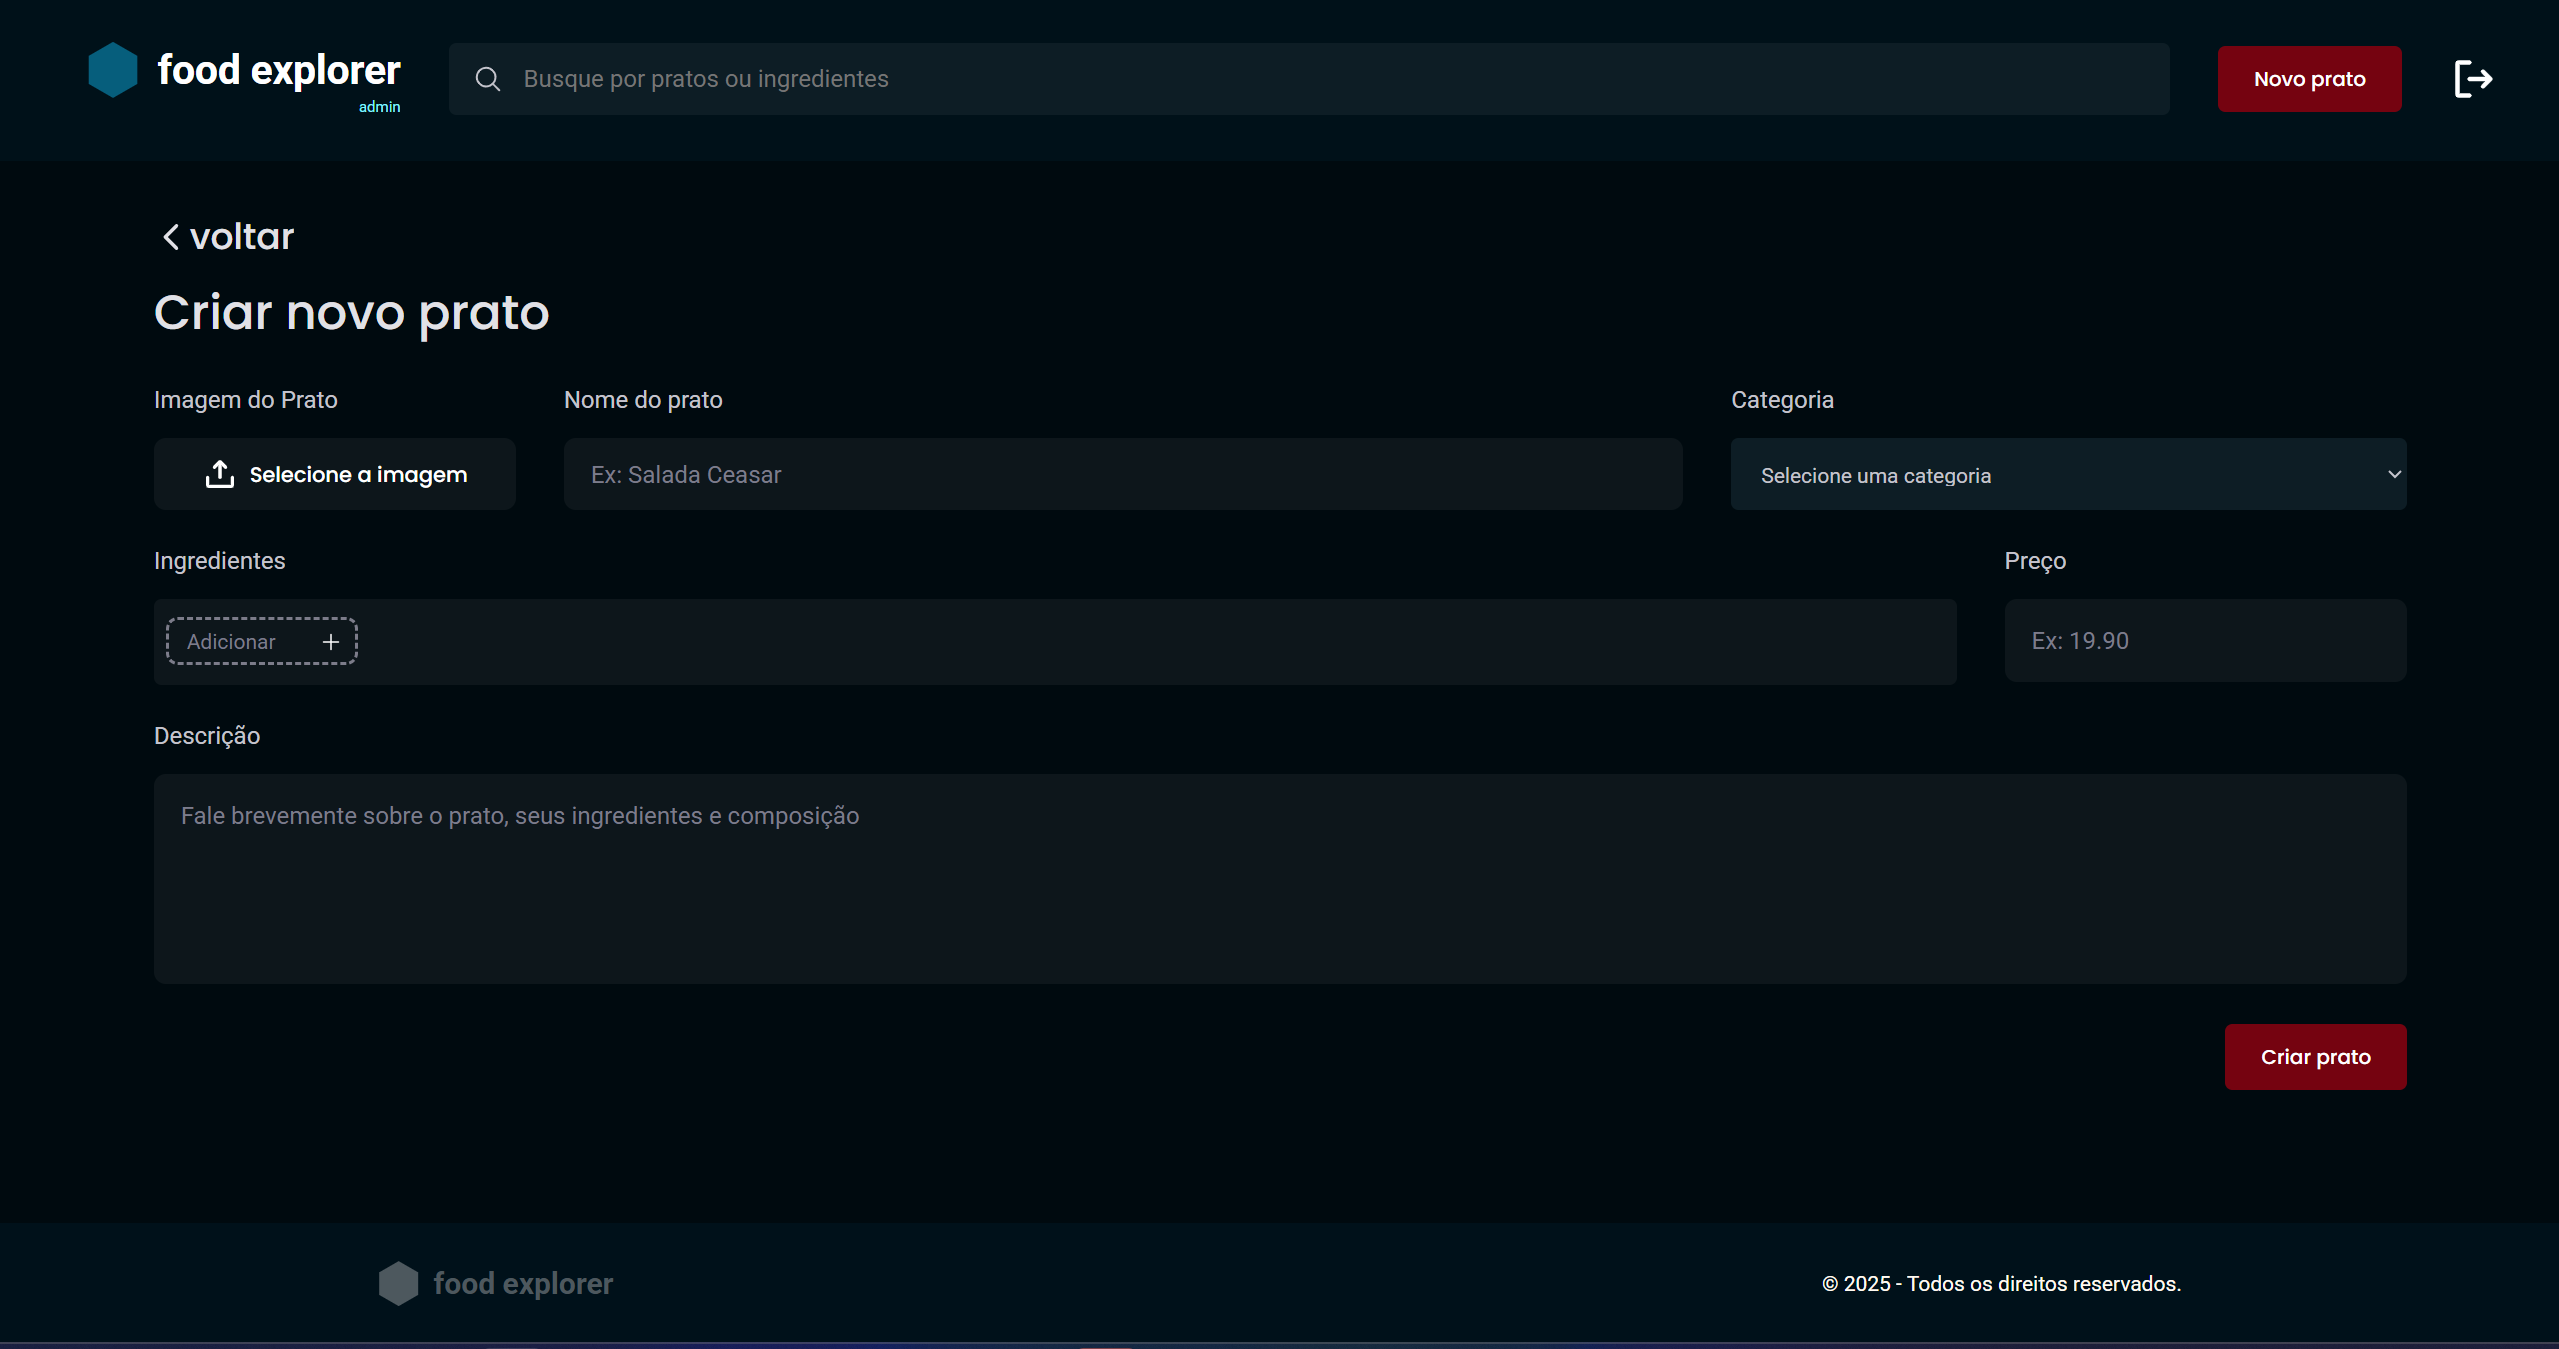 food explorer
admin
Busque por pratos ou ingredientes
Novo prato
voltar
Criar novo prato
Imagem do Prato
Nome do prato
Categoria
Selecione a imagem
Ex: Salada Ceasar
Selecione uma categoria
Ingredientes
Preço
Adicionar
Ex: 19.90
Descrição
Fale brevemente sobre o prato, seus ingredientes e composição
Criar prato
food explorer
© 2025 - Todos os direitos reservados.